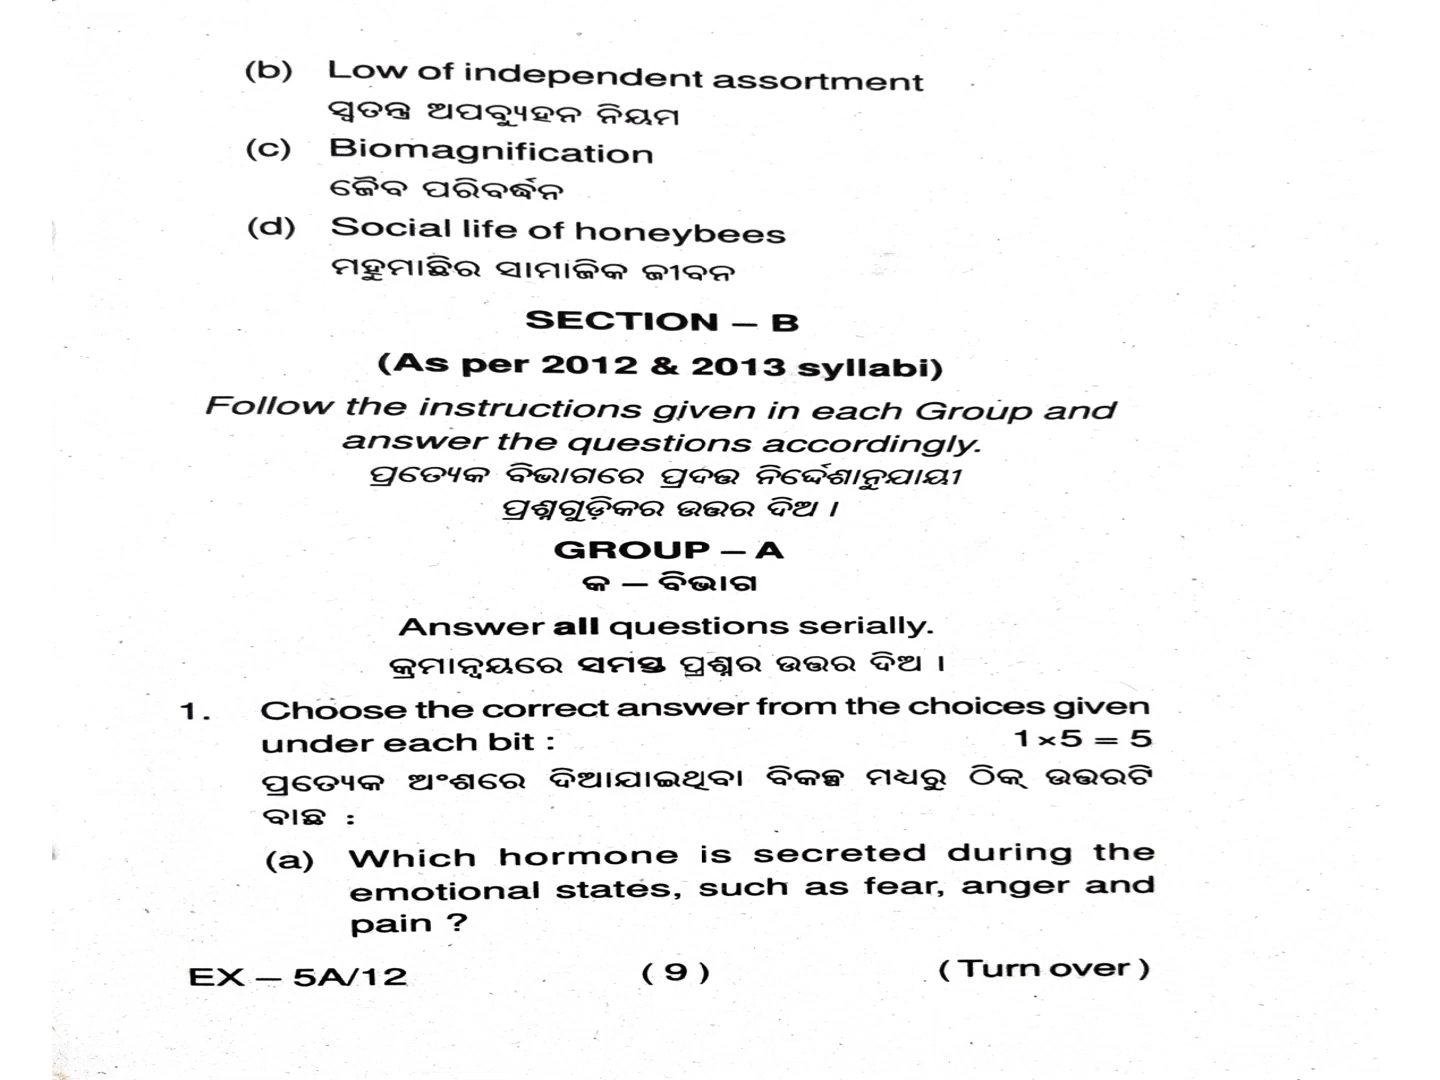 (b) Low of independent assortment
ସ୍ୱତନ୍ତ୍ର ଅପବ୍ୟୁହନ ନିୟମ
(c) Biomagnification
ଜୈବ ପରିବର୍ଦ୍ଧନ
(d) Social life of honeybees
ମହୁମାଛିର ସାମାଜିକ ଜୀବନ
SECTION – B
(As per 2012 & 2013 syllabi)
Follow the instructions given in each Group and
answer the questions accordingly.
ପ୍ରତ୍ୟେକ ବିଭାଗରେ ପ୍ରଦତ୍ତ ନିର୍ଦ୍ଦେଶାନୁଯାୟୀ
ପ୍ରଶ୍ନଗୁଡ଼ିକର ଉତ୍ତର ଦିଅ ।
GROUP – A
କ – ବିଭାଗ
Answer all questions serially.
କ୍ରମାନ୍ୱୟରେ ସମସ୍ତ ପ୍ରଶ୍ନର ଉତ୍ତର ଦିଅ ।
1. Choose the correct answer from the choices given
under each bit : 1×5 = 5
ପ୍ରତ୍ୟେକ ଅଂଶରେ ଦିଆଯାଇଥିବା ବିକଳ୍ପ ମଧ୍ୟରୁ ଠିକ୍ ଉତ୍ତରଟି
ବାଛ :
(a) Which hormone is secreted during the
emotional states, such as fear, anger and
pain ?
EX – 5A/12 ( 9 ) ( Turn over )